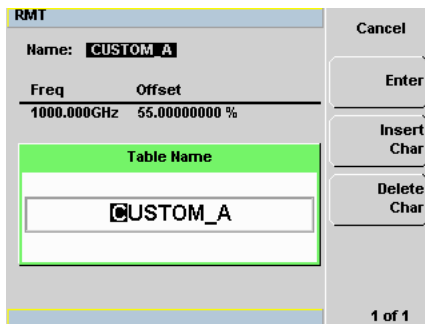 RMT
Name: CUSTOM_A
Freq Offset
1000.000GHz 55.00000000 %
Table Name
CUSTOM_A
Cancel
Enter
Insert
Char
Delete
Char
1 of 1